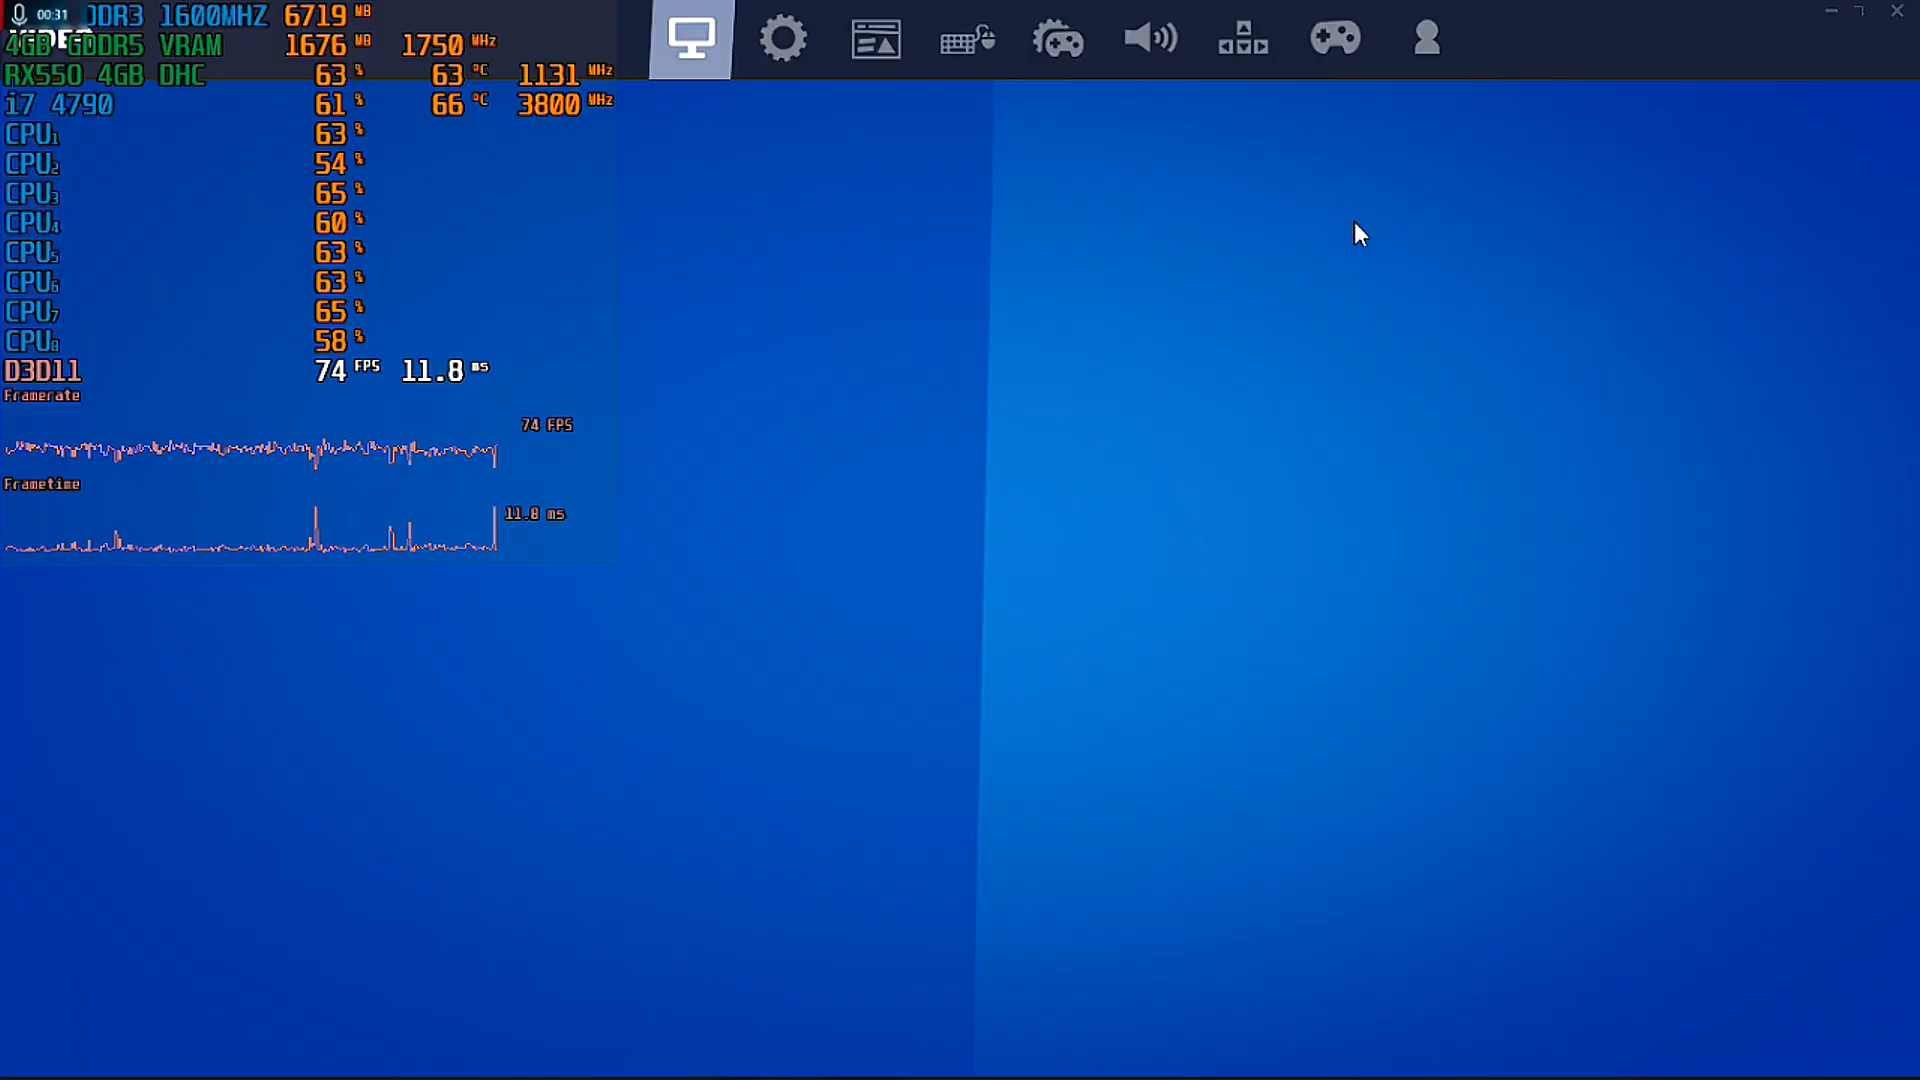 00:31 DDR3 1600MHZ 6719 MB
VIDEO
4GB GDDR5 VRAM 1676 MB 1750 MHz
RX550 4GB DHC 63 % 63 °C 1131 MHz
i7 4790 61 % 66 °C 3800 MHz
CPU1 63 %
CPU2 54 %
CPU3 65 %
CPU4 60 %
CPU5 63 %
CPU6 63 %
CPU7 65 %
CPU8 58 %
D3D11 74 FPS 11.8 ms
Framerate
74 FPS
Frametime
11.8 ms